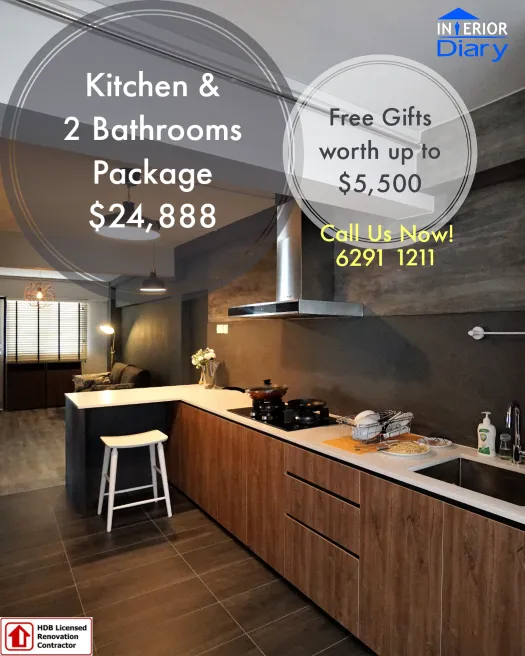 INTERIOR
Diary
Kitchen &
2 Bathrooms
Package
$24,888
Free Gifts
worth up to
$5,500
Call Us Now!
6291 1211
HDB Licensed
Renovation
Contractor